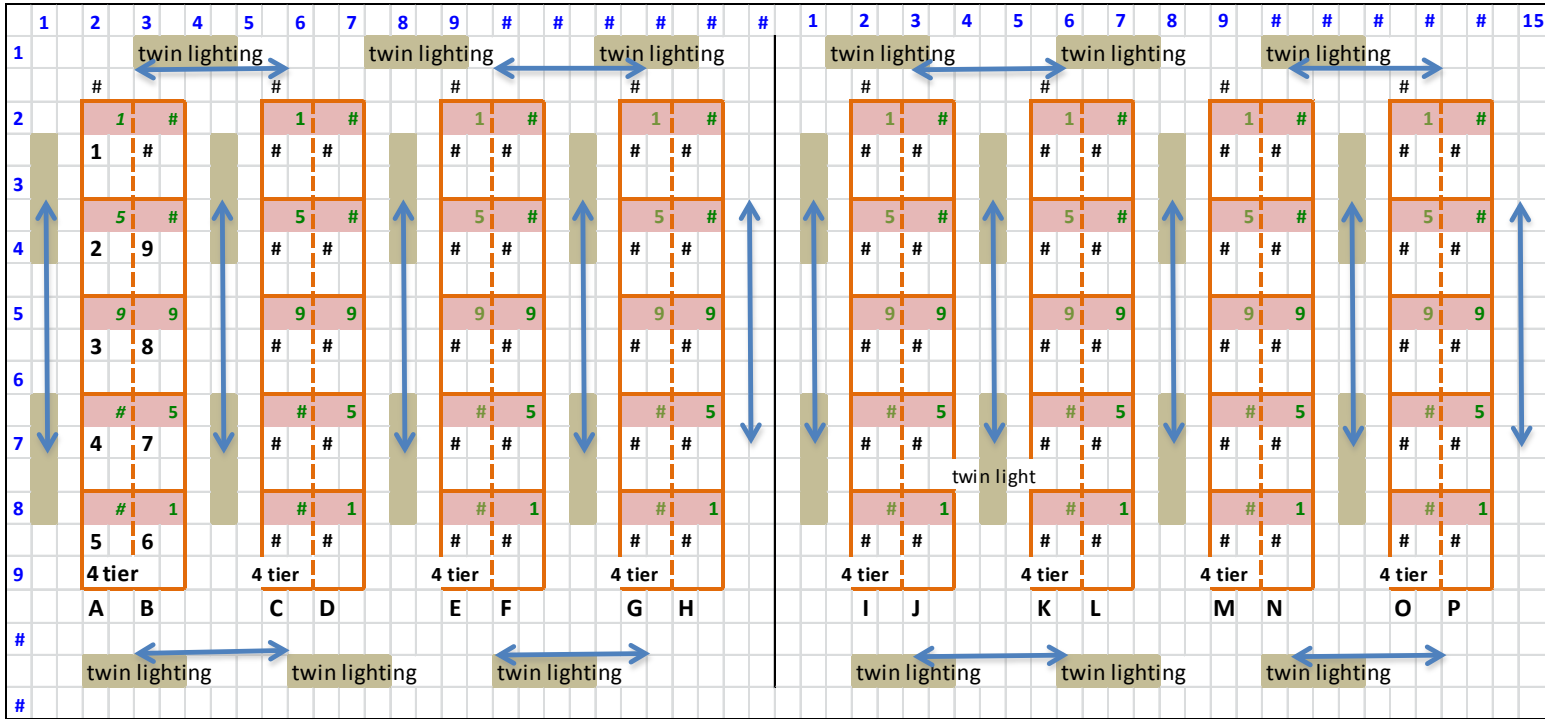 1 2 3 4 5 6 7 8 9 # # # # # # 1 2 3 4 5 6 7 8 9 # # # # # 15
1 twin lighting twin lighting twin lighting twin lighting twin lighting twin lighting
# # # # # # # #
2 1 # 1 # 1 # 1 # 1 # 1 # 1 # 1 #
1 # # # # # # # # # # # # # # #
3
5 # 5 # 5 # 5 # 5 # 5 # 5 # 5 #
4 2 9 # # # # # # # # # # # # # #
5 9 9 9 9 9 9 9 9 9 9 9 9 9 9 9 9
3 8 # # # # # # # # # # # # # #
6
# 5 # 5 # 5 # 5 # 5 # 5 # 5 # 5
7 4 7 # # # # # # # # # # # # # #
twin light
8 # 1 # 1 # 1 # 1 # 1 # 1 # 1 # 1
5 6 # # # # # # # # # # # # # #
9 4 tier 4 tier 4 tier 4 tier 4 tier 4 tier 4 tier 4 tier
A B C D E F G H I J K L M N O P
#
twin lighting twin lighting twin lighting twin lighting twin lighting twin lighting
#